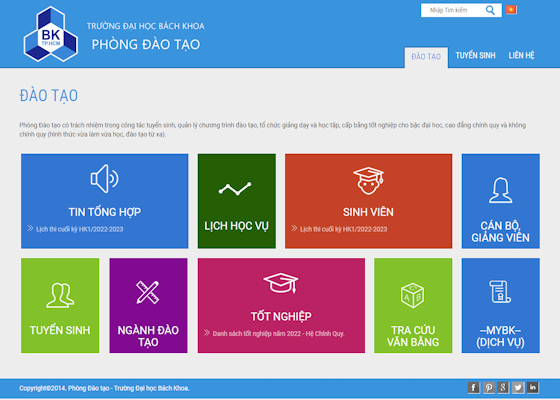 BK
TP.HCM
TRƯỜNG ĐẠI HỌC BÁCH KHOA
PHÒNG ĐÀO TẠO
Nhập Tìm kiếm
ĐÀO TẠO
TUYỂN SINH
LIÊN HỆ
ĐÀO TẠO
Phòng Đào tạo có trách nhiệm trong công tác tuyển sinh, quản lý chương trình đào tạo, tổ chức giảng dạy và học tập, cấp bằng tốt nghiệp cho bậc đại học, cao đẳng chính quy và không
chính quy (hình thức vừa làm vừa học, đào tạo từ xa).
TIN TỔNG HỢP
Lịch thi cuối kỳ HK1/2022-2023
LỊCH HỌC VỤ
SINH VIÊN
Lịch thi cuối kỳ HK1/2022-2023
CÁN BỘ,
GIẢNG VIÊN
TUYỂN SINH
NGÀNH ĐÀO
TẠO
TỐT NGHIỆP
Danh sách tốt nghiệp năm 2022 - Hệ Chính Quy.
TRA CỨU
VĂN BẰNG
--MYBK--
(DỊCH VỤ)
Copyright©2014. Phòng Đào tạo - Trường Đại học Bách Khoa.